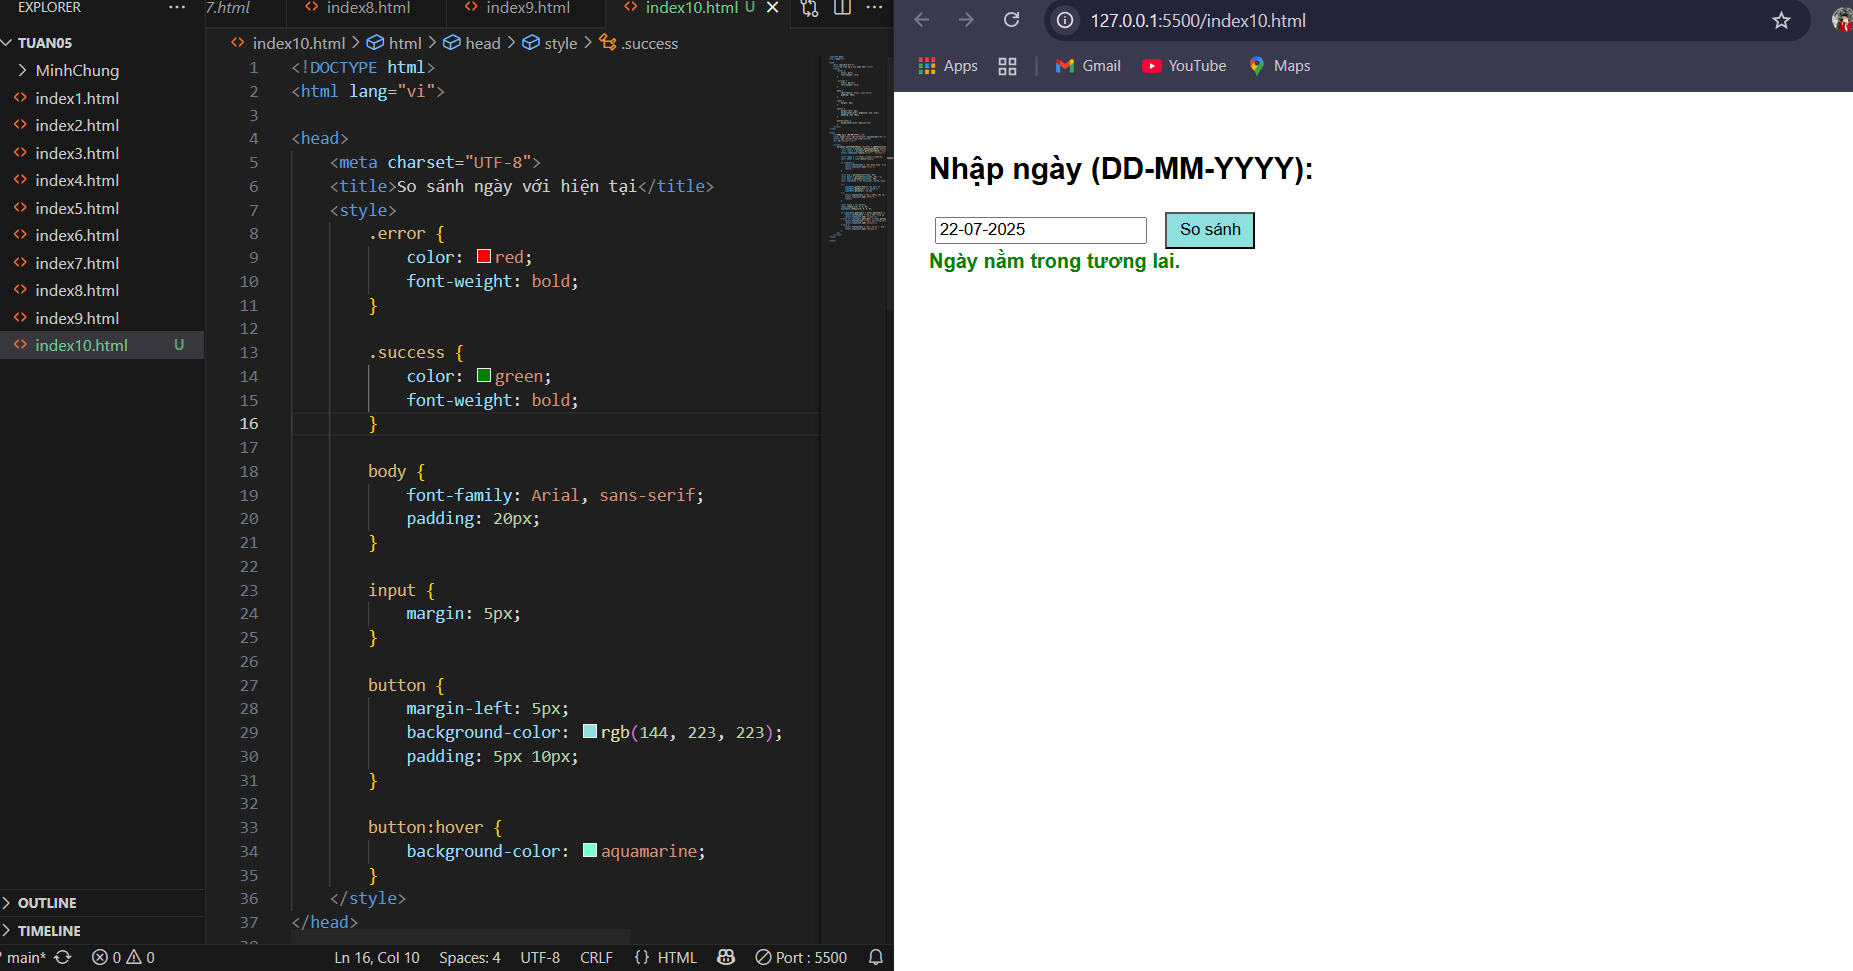 EXPLORER
7.html
index8.html
index9.html
index10.html U
TUAN05
MinhChung
index1.html
index2.html
index3.html
index4.html
index5.html
index6.html
index7.html
index8.html
index9.html
index10.html U
OUTLINE
TIMELINE
index10.html > html > head > style > .success
1 <!DOCTYPE html>
2 <html lang="vi">
3
4 <head>
5 <meta charset="UTF-8">
6 <title>So sánh ngày với hiện tại</title>
7 <style>
8 .error {
9 color: red;
10 font-weight: bold;
11 }
12
13 .success {
14 color: green;
15 font-weight: bold;
16 }
17
18 body {
19 font-family: Arial, sans-serif;
20 padding: 20px;
21 }
22
23 input {
24 margin: 5px;
25 }
26
27 button {
28 margin-left: 5px;
29 background-color: rgb(144, 223, 223);
30 padding: 5px 10px;
31 }
32
33 button:hover {
34 background-color: aquamarine;
35 }
36 </style>
37 </head>
main* 0 0 Ln 16, Col 10 Spaces: 4 UTF-8 CRLF {} HTML Port : 5500
127.0.0.1:5500/index10.html
Apps Gmail YouTube Maps
Nhập ngày (DD-MM-YYYY):
22-07-2025 So sánh
Ngày nằm trong tương lai.